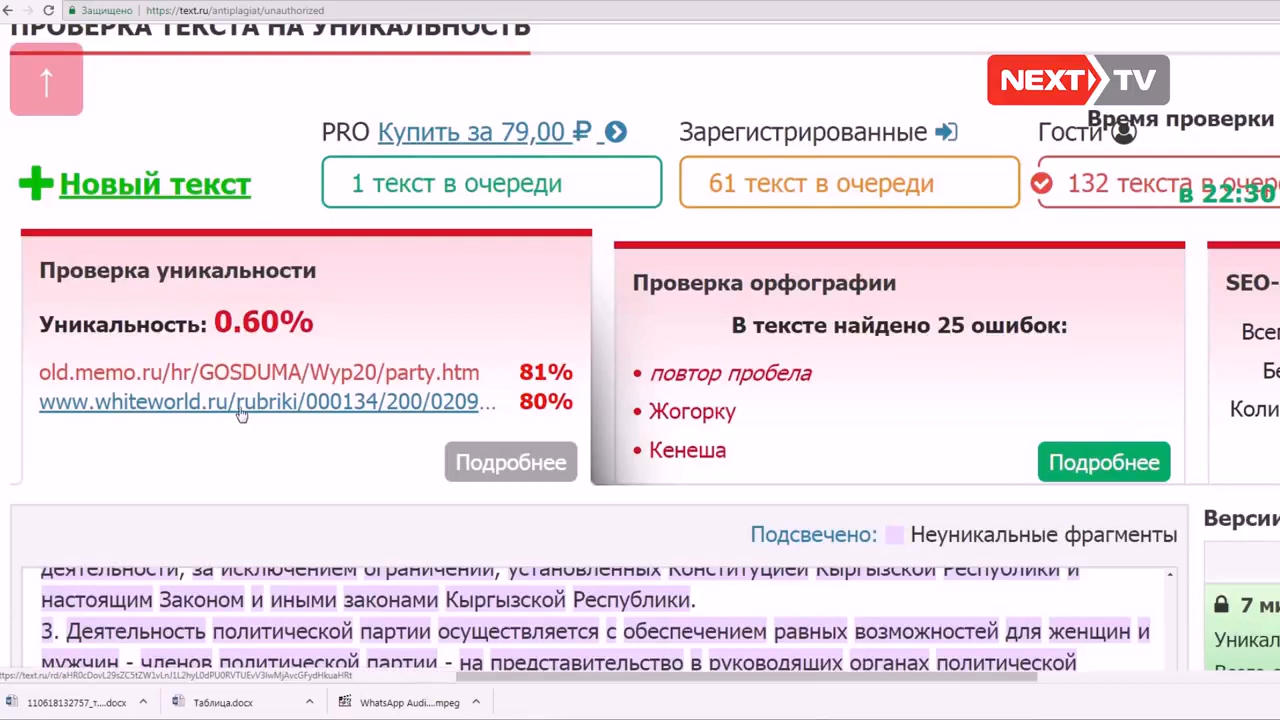 Защищено https://text.ru/antiplagiat/unauthorized
ПРОВЕРКА ТЕКСТА НА УНИКАЛЬНОСТЬ
NEXT TV
Время проверки
PRO Купить за 79,00 ₽
Зарегистрированные
Гости
Новый текст
1 текст в очереди
61 текст в очереди
132 текста в очер
в 22:30
Проверка уникальности
Уникальность: 0.60%
old.memo.ru/hr/GOSDUMA/Wyp20/party.htm 81%
www.whiteworld.ru/rubriki/000134/200/0209... 80%
Подробнее
Проверка орфографии
В тексте найдено 25 ошибок:
• повтор пробела
• Жогорку
• Кенеша
Подробнее
SEO-
Всег
Бе
Коли
Подсвечено: Неуникальные фрагменты
Версии
деятельности, за исключением ограничений, установленных Конституцией Кыргызской Республики и
настоящим Законом и иными законами Кыргызской Республики.
3. Деятельность политической партии осуществляется с обеспечением равных возможностей для женщин и
мужчин - членов политической партии - на представительство в руководящих органах политической
7 ми
Уникал
110618132757_т....docx
Таблица.docx
WhatsApp Audi....mpeg